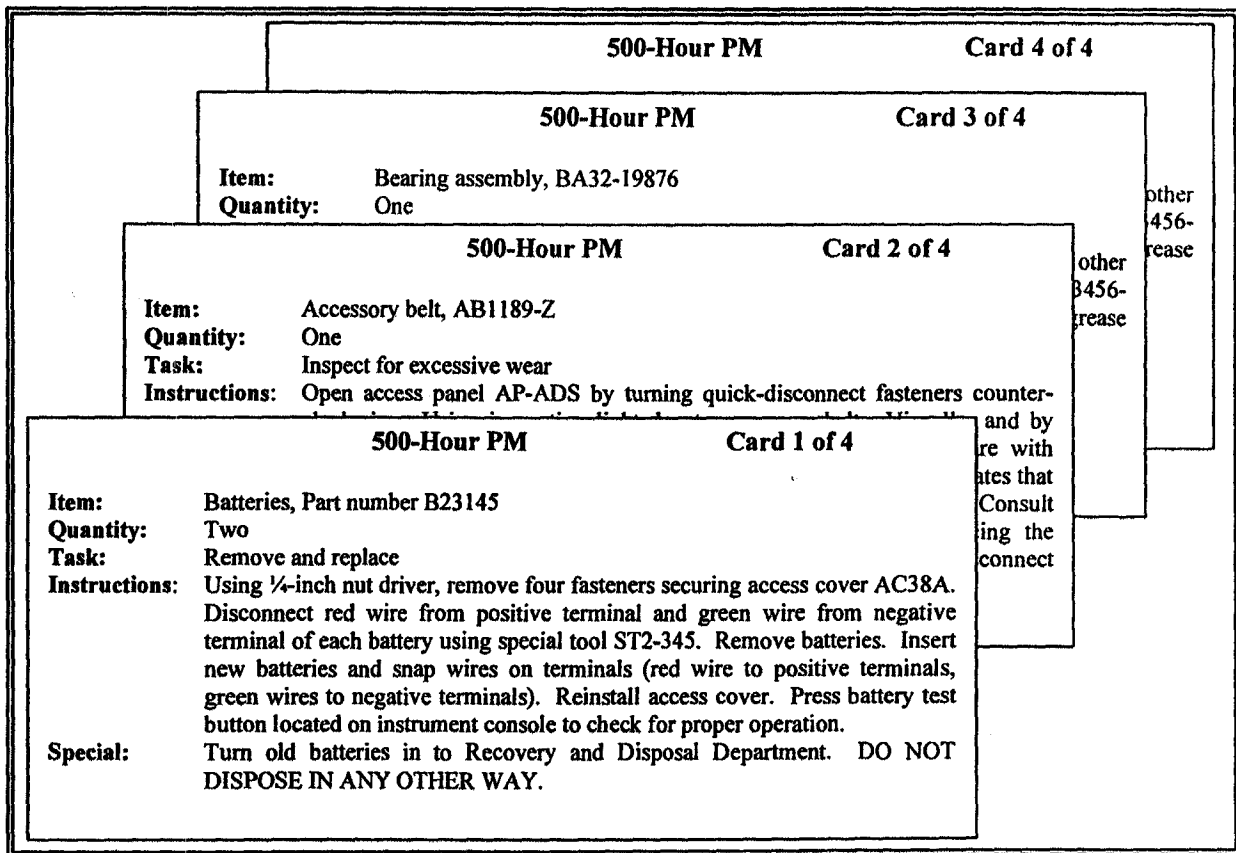 500-Hour PM Card 4 of 4
500-Hour PM Card 3 of 4
Item: Bearing assembly, BA32-19876
Quantity: One
other
456-
rease
500-Hour PM Card 2 of 4
other
3456-
grease
Item: Accessory belt, AB1189-Z
Quantity: One
Task: Inspect for excessive wear
Instructions: Open access panel AP-ADS by turning quick-disconnect fasteners counter-
and by
re with
ates that
Consult
ing the
connect
500-Hour PM Card 1 of 4
Item: Batteries, Part number B23145
Quantity: Two
Task: Remove and replace
Instructions: Using ¼-inch nut driver, remove four fasteners securing access cover AC38A.
Disconnect red wire from positive terminal and green wire from negative
terminal of each battery using special tool ST2-345. Remove batteries. Insert
new batteries and snap wires on terminals (red wire to positive terminals,
green wires to negative terminals). Reinstall access cover. Press battery test
button located on instrument console to check for proper operation.
Special: Turn old batteries in to Recovery and Disposal Department. DO NOT
DISPOSE IN ANY OTHER WAY.